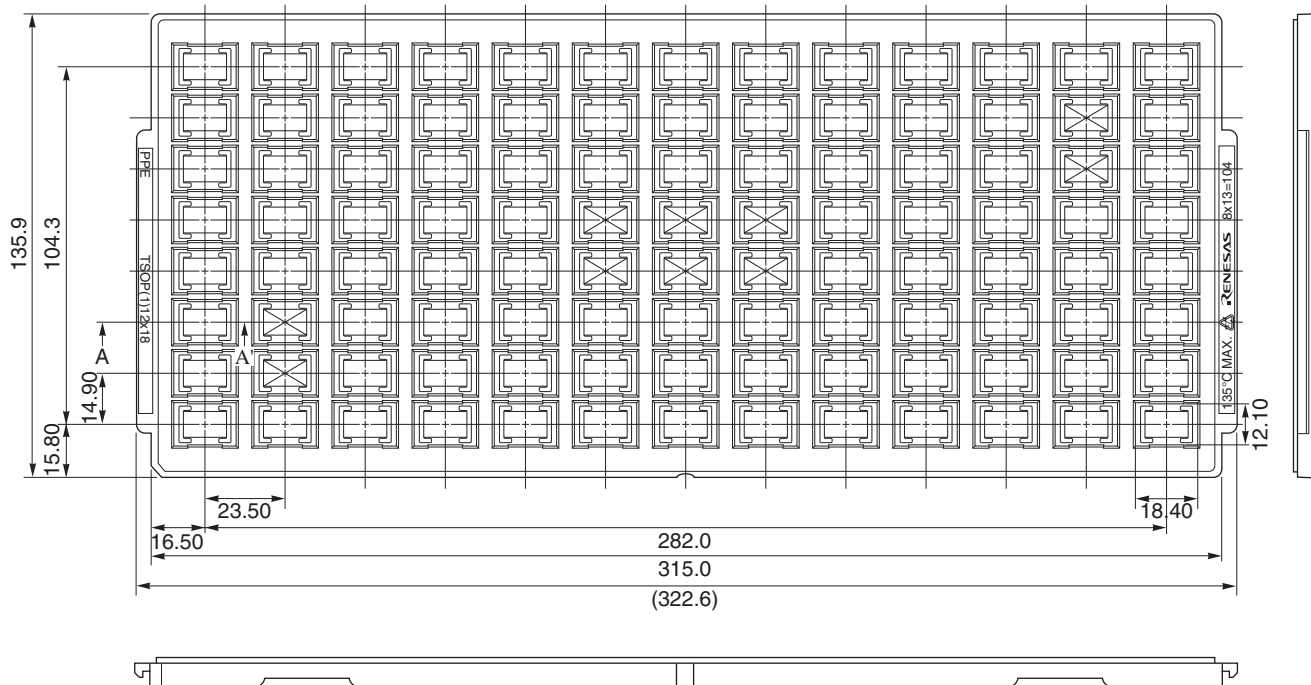 135.9
104.3
PPE
TSOP(1)12x18
A
A'
14.90
15.80
135°C MAX.
RENESAS
8x13=104
12.10
23.50
18.40
16.50
282.0
315.0
(322.6)